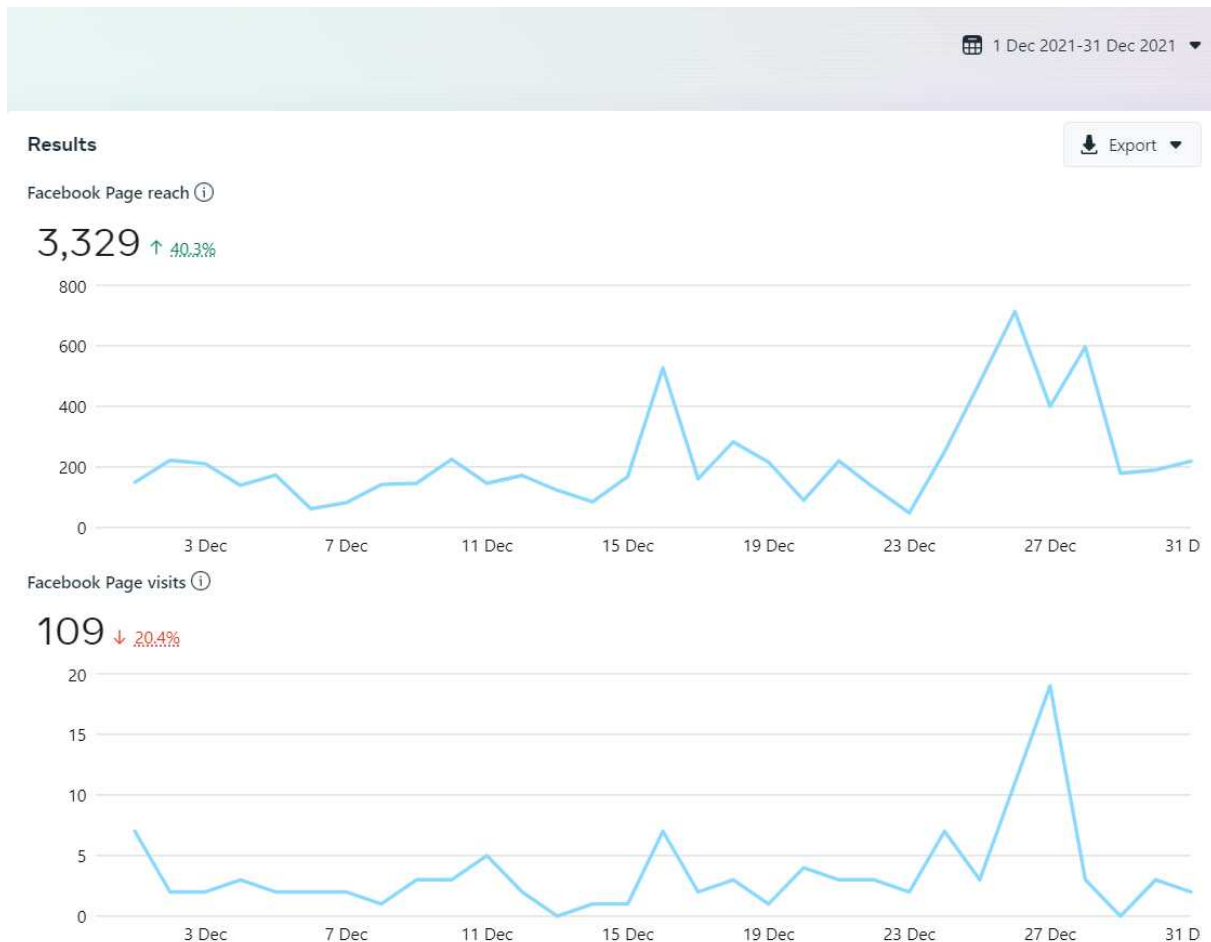 1 Dec 2021-31 Dec 2021
Results
Export
Facebook Page reach
3,329 ↑ 40.3%
800
600
400
200
0
3 Dec 7 Dec 11 Dec 15 Dec 19 Dec 23 Dec 27 Dec 31 D
Facebook Page visits
109 ↓ 20.4%
20
15
10
5
0
3 Dec 7 Dec 11 Dec 15 Dec 19 Dec 23 Dec 27 Dec 31 D